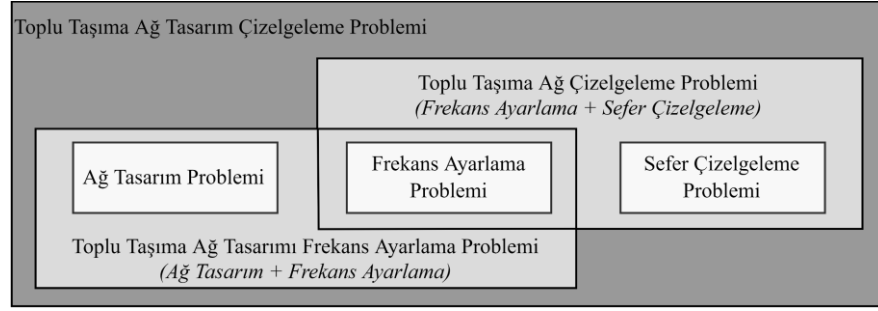 Toplu Taşıma Ağ Tasarım Çizelgeleme Problemi
Toplu Taşıma Ağ Çizelgeleme Problemi
(Frekans Ayarlama + Sefer Çizelgeleme)
Ağ Tasarım Problemi
Frekans Ayarlama
Problemi
Sefer Çizelgeleme
Problemi
Toplu Taşıma Ağ Tasarımı Frekans Ayarlama Problemi
(Ağ Tasarım + Frekans Ayarlama)